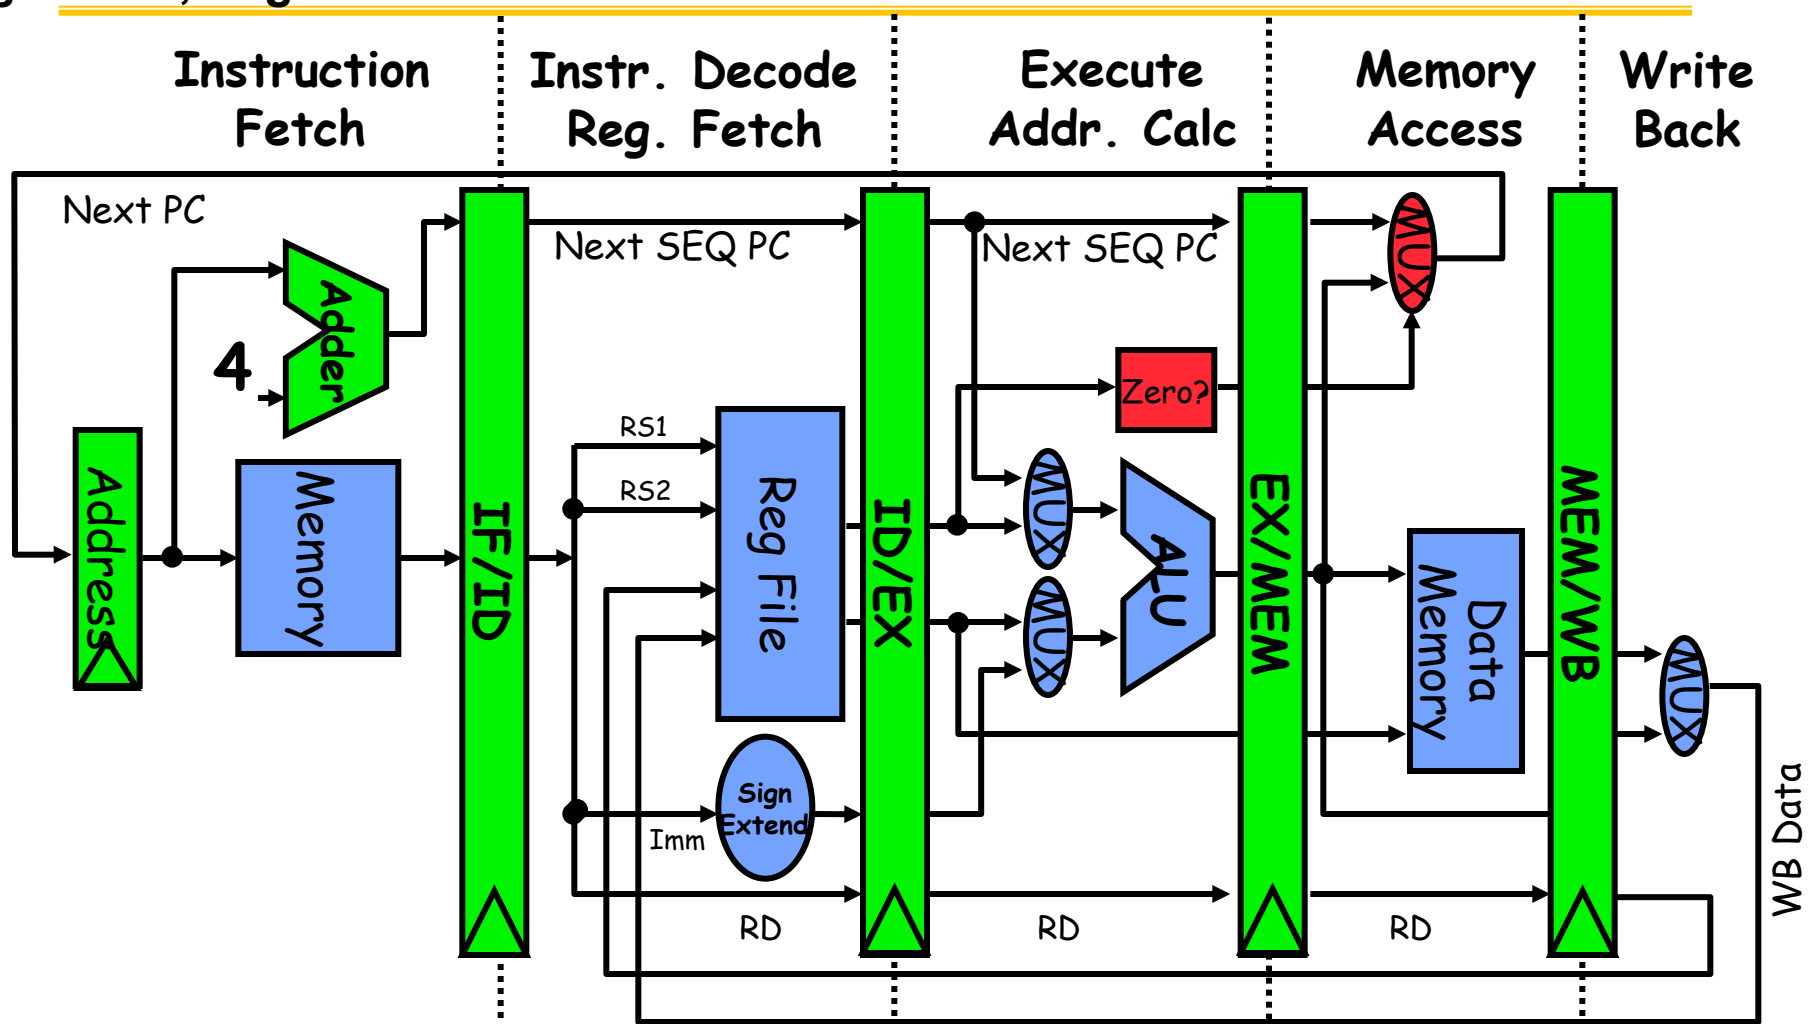 Instruction
Fetch
Instr. Decode
Reg. Fetch
Execute
Addr. Calc
Memory
Access
Write
Back
Next PC
Next SEQ PC
Next SEQ PC
MUX
Adder
4
Zero?
RS1
RS2
Address
Memory
IF/ID
Reg File
ID/EX
MUX
MUX
ALU
EX/MEM
Data
Memory
MEM/WB
MUX
Sign
Extend
Imm
WB Data
RD
RD
RD